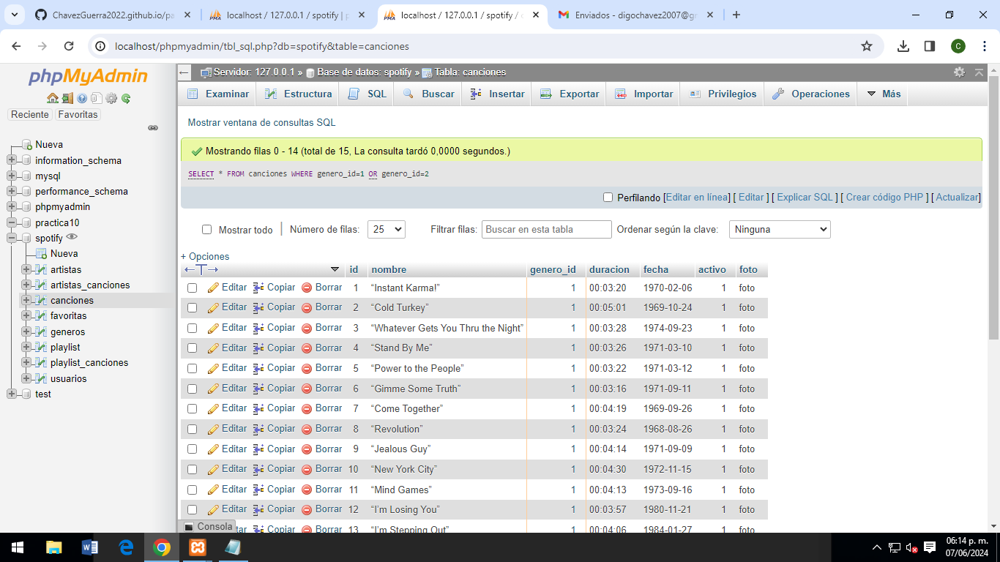 ChavezGuerra2022.github.io/pa
localhost / 127.0.0.1 / spotify | p
localhost / 127.0.0.1 / spotify / c
Enviados - digochavez2007@gm
localhost/phpmyadmin/tbl_sql.php?db=spotify&table=canciones
C
phpMyAdmin
Reciente Favoritas
Nueva
information_schema
mysql
performance_schema
phpmyadmin
practica10
spotify
Nueva
artistas
artistas_canciones
canciones
favoritas
generos
playlist
playlist_canciones
usuarios
test
Servidor: 127.0.0.1 » Base de datos: spotify » Tabla: canciones
Examinar Estructura SQL Buscar Insertar Exportar Importar Privilegios Operaciones Más
Mostrar ventana de consultas SQL
Mostrando filas 0 - 14 (total de 15, La consulta tardó 0,0000 segundos.)
SELECT * FROM canciones WHERE genero_id=1 OR genero_id=2
Perfilando [Editar en línea] [ Editar ] [ Explicar SQL ] [ Crear código PHP ] [ Actualizar]
Mostrar todo | Número de filas: 25 Filtrar filas: Buscar en esta tabla Ordenar según la clave: Ninguna
+ Opciones
←T→ id nombre genero_id duracion fecha activo foto
Editar Copiar Borrar 1 “Instant Karma!” 1 00:03:20 1970-02-06 1 foto
Editar Copiar Borrar 2 “Cold Turkey” 1 00:05:01 1969-10-24 1 foto
Editar Copiar Borrar 3 “Whatever Gets You Thru the Night” 1 00:03:28 1974-09-23 1 foto
Editar Copiar Borrar 4 “Stand By Me” 1 00:03:26 1971-03-10 1 foto
Editar Copiar Borrar 5 “Power to the People” 1 00:03:22 1971-03-12 1 foto
Editar Copiar Borrar 6 “Gimme Some Truth” 1 00:03:16 1971-09-11 1 foto
Editar Copiar Borrar 7 “Come Together” 1 00:04:19 1969-09-26 1 foto
Editar Copiar Borrar 8 “Revolution” 1 00:03:24 1968-08-26 1 foto
Editar Copiar Borrar 9 “Jealous Guy” 1 00:04:14 1971-09-09 1 foto
Editar Copiar Borrar 10 “New York City” 1 00:04:30 1972-11-15 1 foto
Editar Copiar Borrar 11 “Mind Games” 1 00:04:13 1973-09-16 1 foto
Editar Copiar Borrar 12 “I’m Losing You” 1 00:03:57 1980-11-21 1 foto
tar Copiar Borrar 13 “I’m Stepping Out” 1 00:04:06 1984-01-27 1 foto
Consola
06:14 p. m.
07/06/2024